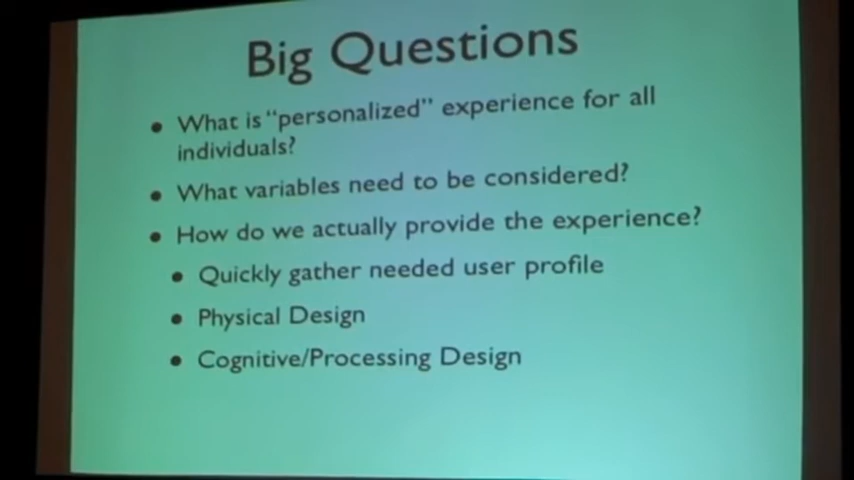 Big Questions
• What is "personalized" experience for all
individuals?
• What variables need to be considered?
• How do we actually provide the experience?
• Quickly gather needed user profile
• Physical Design
• Cognitive/Processing Design